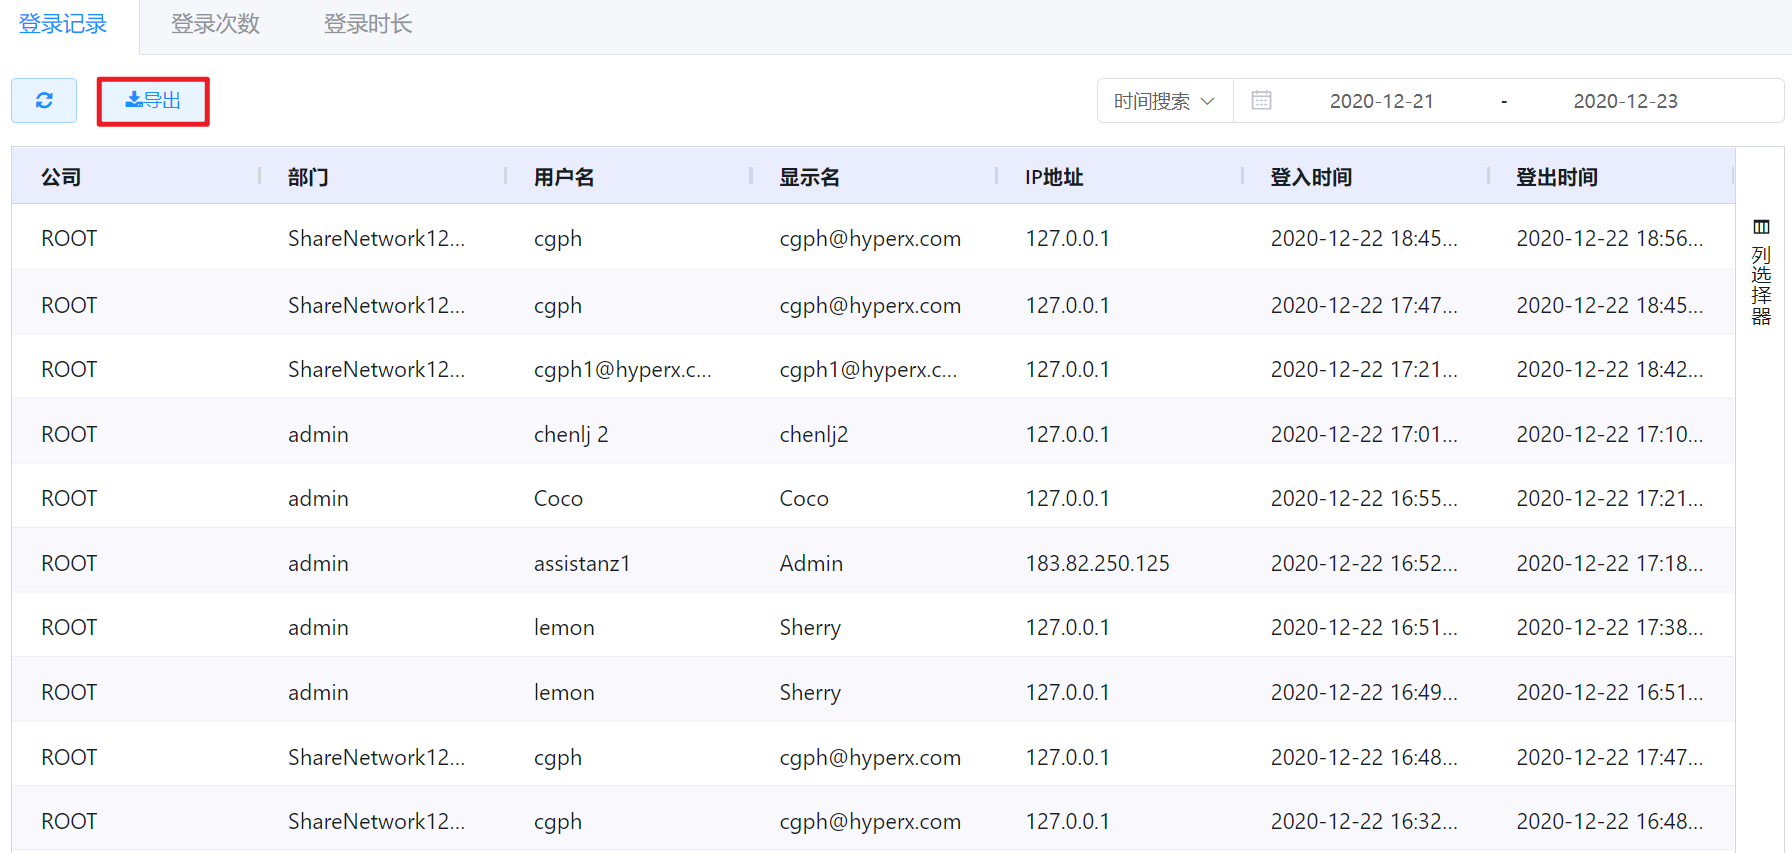 登录记录 登录次数 登录时长
导出 时间搜索 2020-12-21 - 2020-12-23
公司 部门 用户名 显示名 IP地址 登入时间 登出时间
ROOT ShareNetwork12... cgph cgph@hyperx.com 127.0.0.1 2020-12-22 18:45... 2020-12-22 18:56...
ROOT ShareNetwork12... cgph cgph@hyperx.com 127.0.0.1 2020-12-22 17:47... 2020-12-22 18:45...
ROOT ShareNetwork12... cgph1@hyperx.c... cgph1@hyperx.c... 127.0.0.1 2020-12-22 17:21... 2020-12-22 18:42...
ROOT admin chenlj 2 chenlj2 127.0.0.1 2020-12-22 17:01... 2020-12-22 17:10...
ROOT admin Coco Coco 127.0.0.1 2020-12-22 16:55... 2020-12-22 17:21...
ROOT admin assistanz1 Admin 183.82.250.125 2020-12-22 16:52... 2020-12-22 17:18...
ROOT admin lemon Sherry 127.0.0.1 2020-12-22 16:51... 2020-12-22 17:38...
ROOT admin lemon Sherry 127.0.0.1 2020-12-22 16:49... 2020-12-22 16:51...
ROOT ShareNetwork12... cgph cgph@hyperx.com 127.0.0.1 2020-12-22 16:48... 2020-12-22 17:47...
ROOT ShareNetwork12... cgph cgph@hyperx.com 127.0.0.1 2020-12-22 16:32... 2020-12-22 16:48...
列选择器